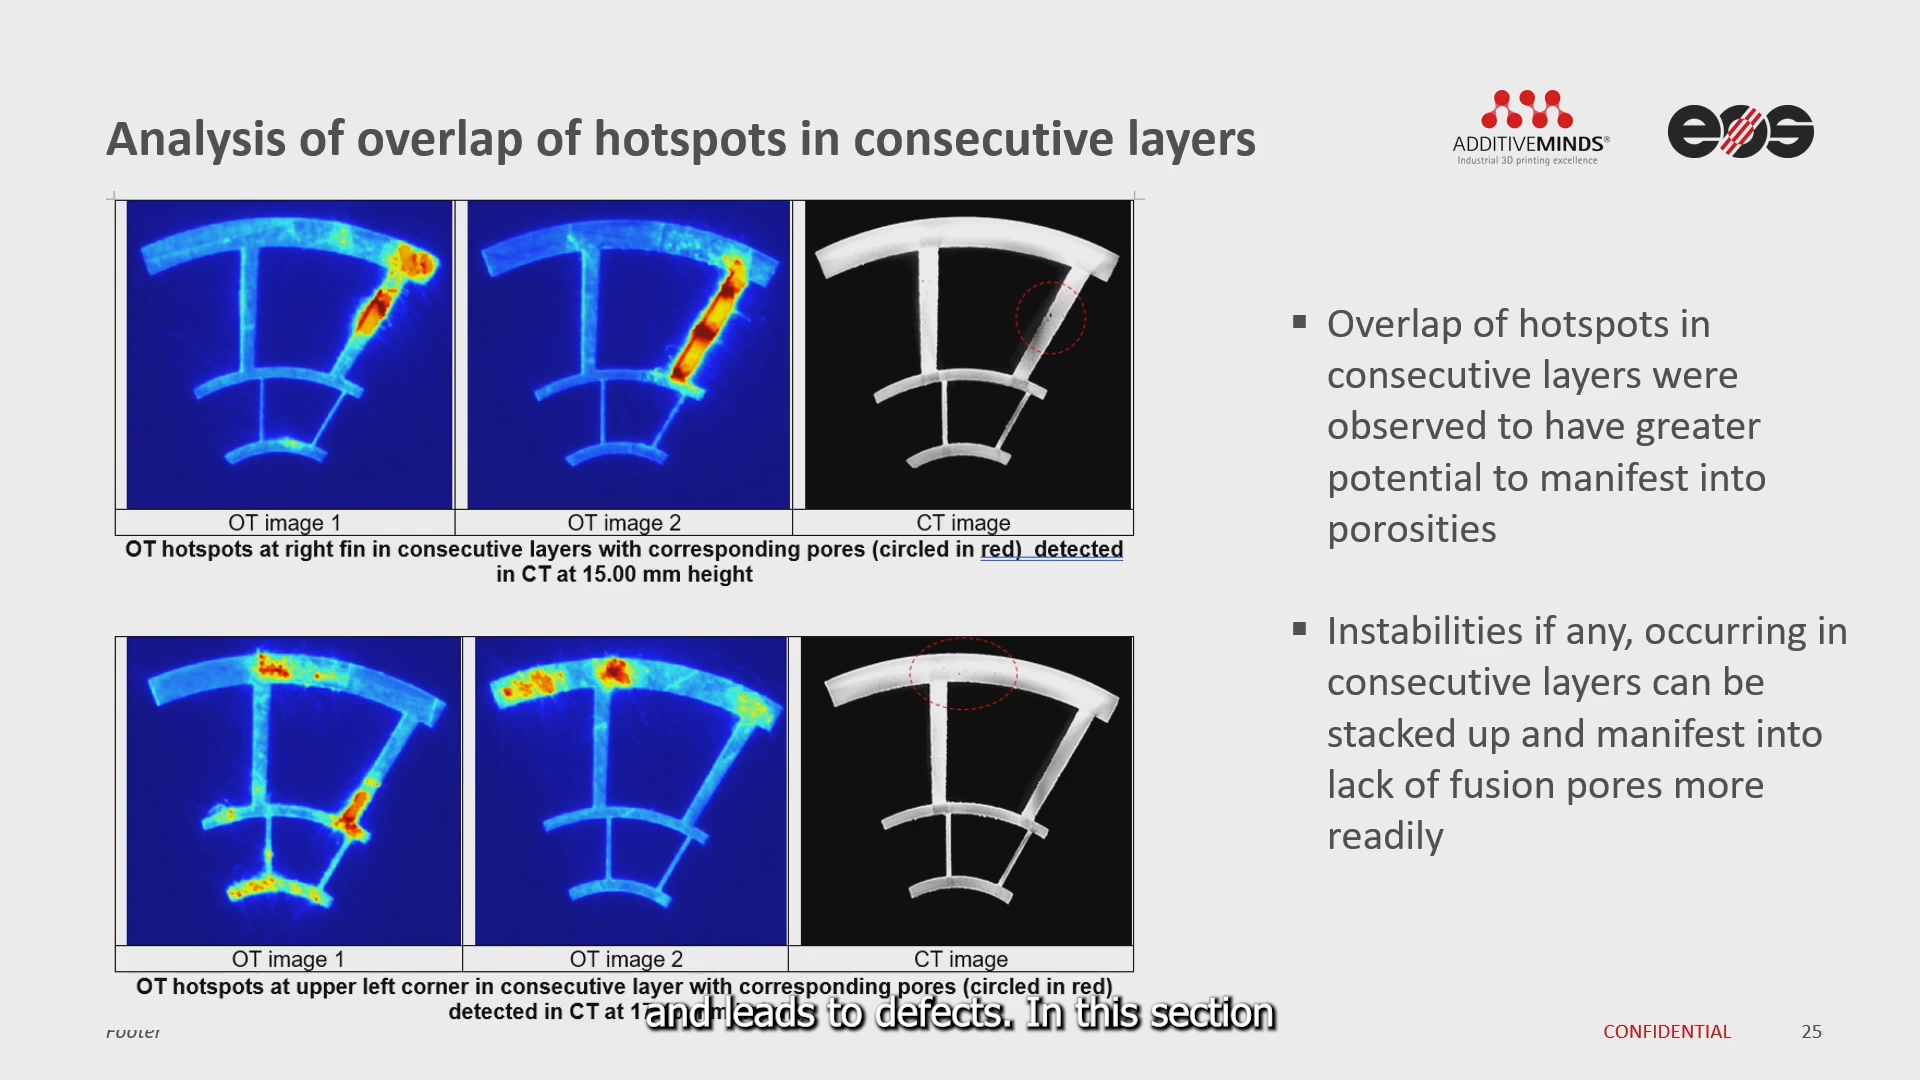 Analysis of overlap of hotspots in consecutive layers
ADDITIVEMINDS®
Industrial 3D printing excellence
eos
OT image 1
OT image 2
CT image
OT hotspots at right fin in consecutive layers with corresponding pores (circled in red) detected
in CT at 15.00 mm height
OT image 1
OT image 2
CT image
OT hotspots at upper left corner in consecutive layer with corresponding pores (circled in red)
detected in CT at
▪ Overlap of hotspots in
consecutive layers were
observed to have greater
potential to manifest into
porosities
▪ Instabilities if any, occurring in
consecutive layers can be
stacked up and manifest into
lack of fusion pores more
readily
and leads to defects. In this section
Footer
CONFIDENTIAL
25